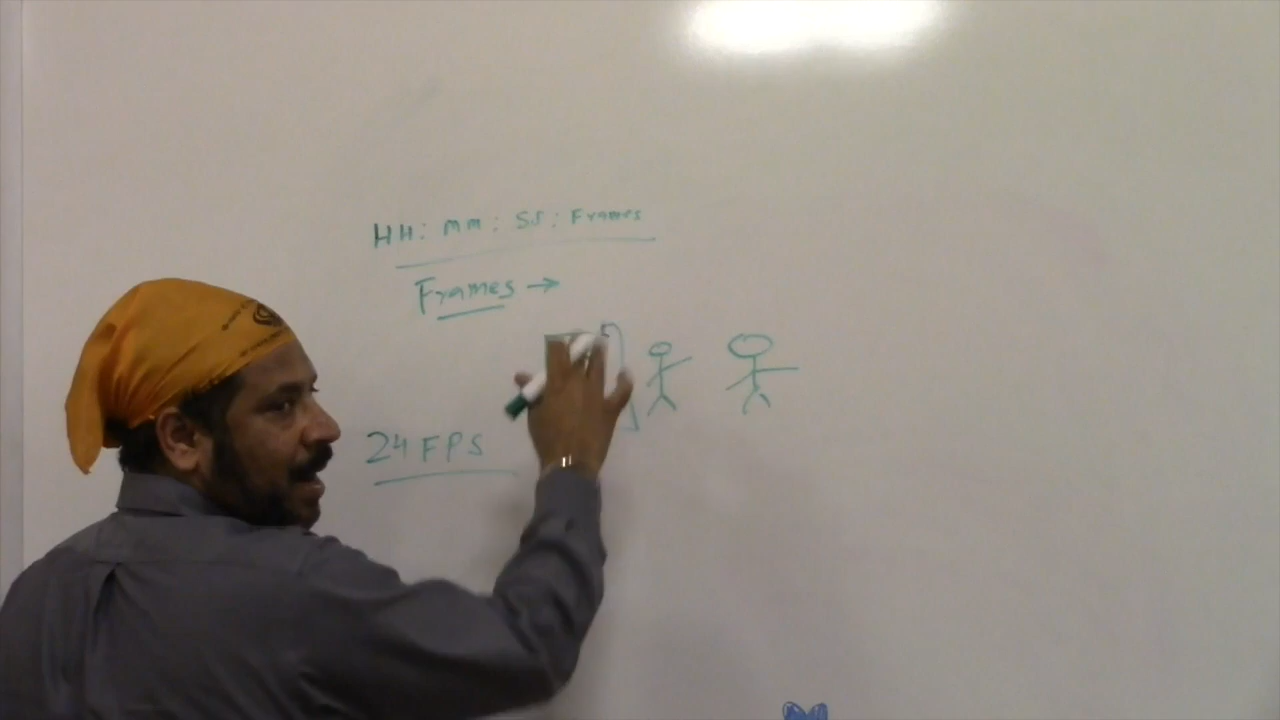 HH: MM: SS: Frames
Frames →
24 FPS